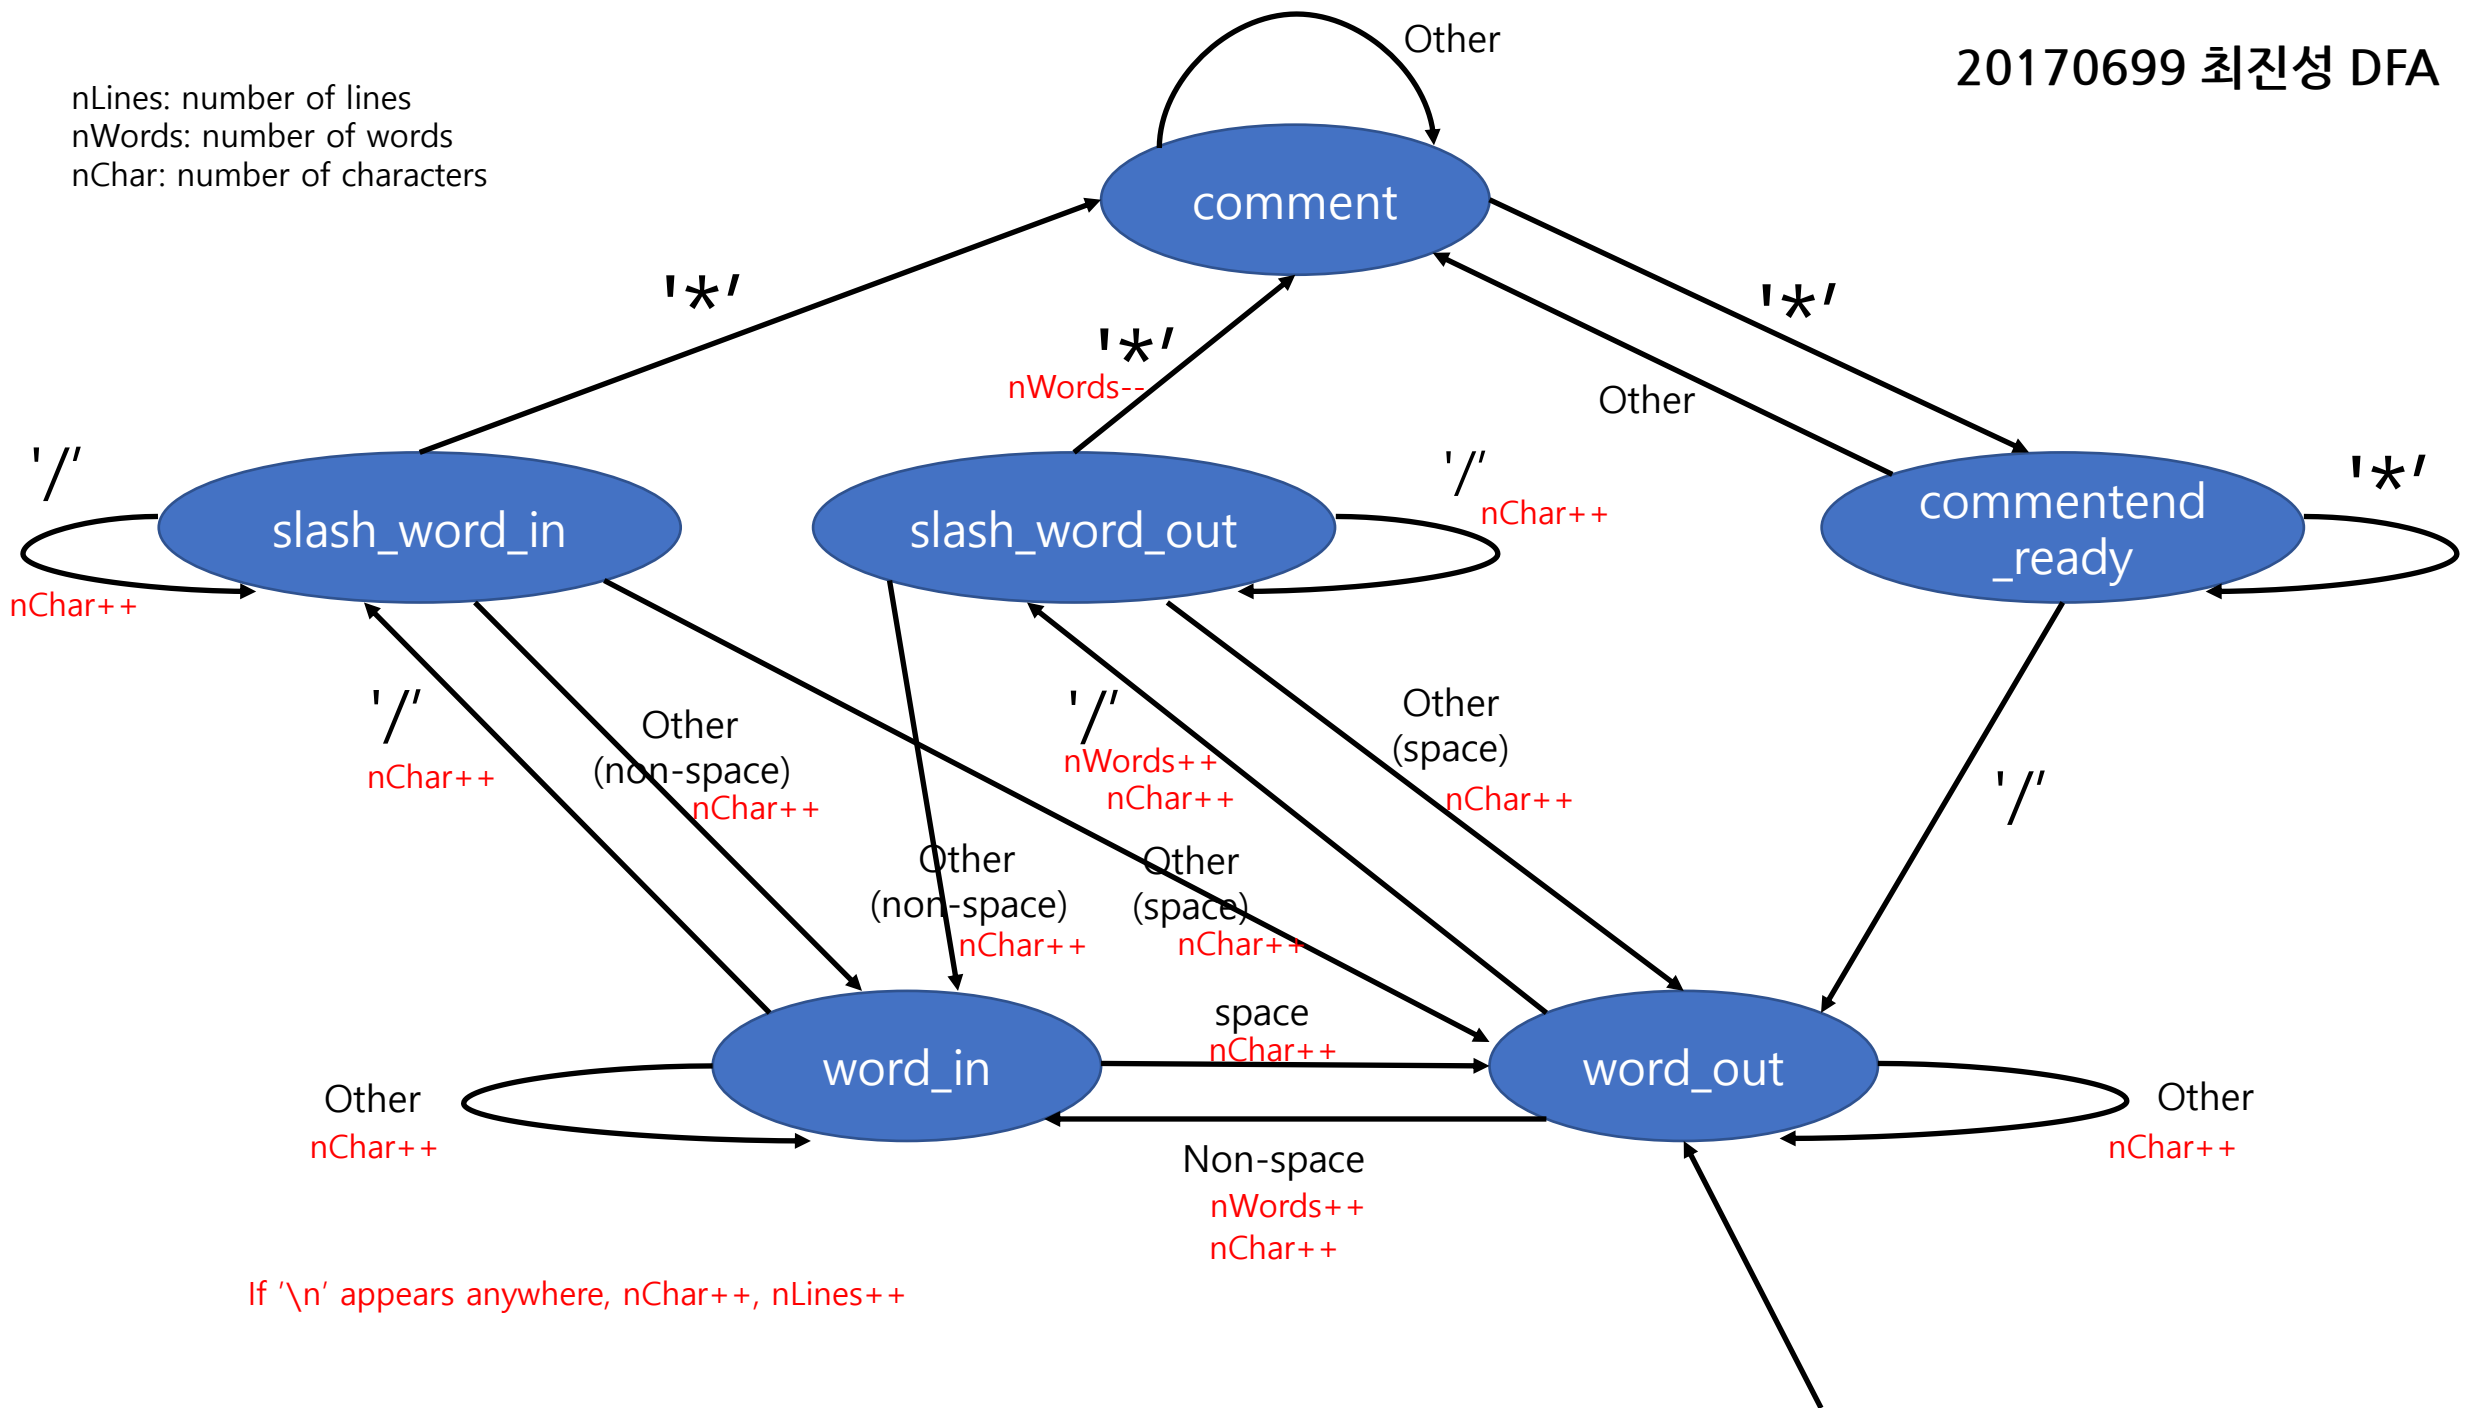 Other
20170699 최진성 DFA
nLines: number of lines
nWords: number of words
nChar: number of characters
comment
'*'
'*'
nWords--
'*'
Other
'/'
nChar++
slash_word_in
slash_word_out
'/'
nChar++
commentend
_ready
'*'
'/'
nChar++
Other
(non-space)
nChar++
'/'
nWords++
nChar++
Other
(space)
nChar++
'/'
Other
(non-space)
nChar++
Other
(space)
nChar++
space
nChar++
word_in
word_out
Other
nChar++
Other
nChar++
Non-space
nWords++
nChar++
If '\n' appears anywhere, nChar++, nLines++